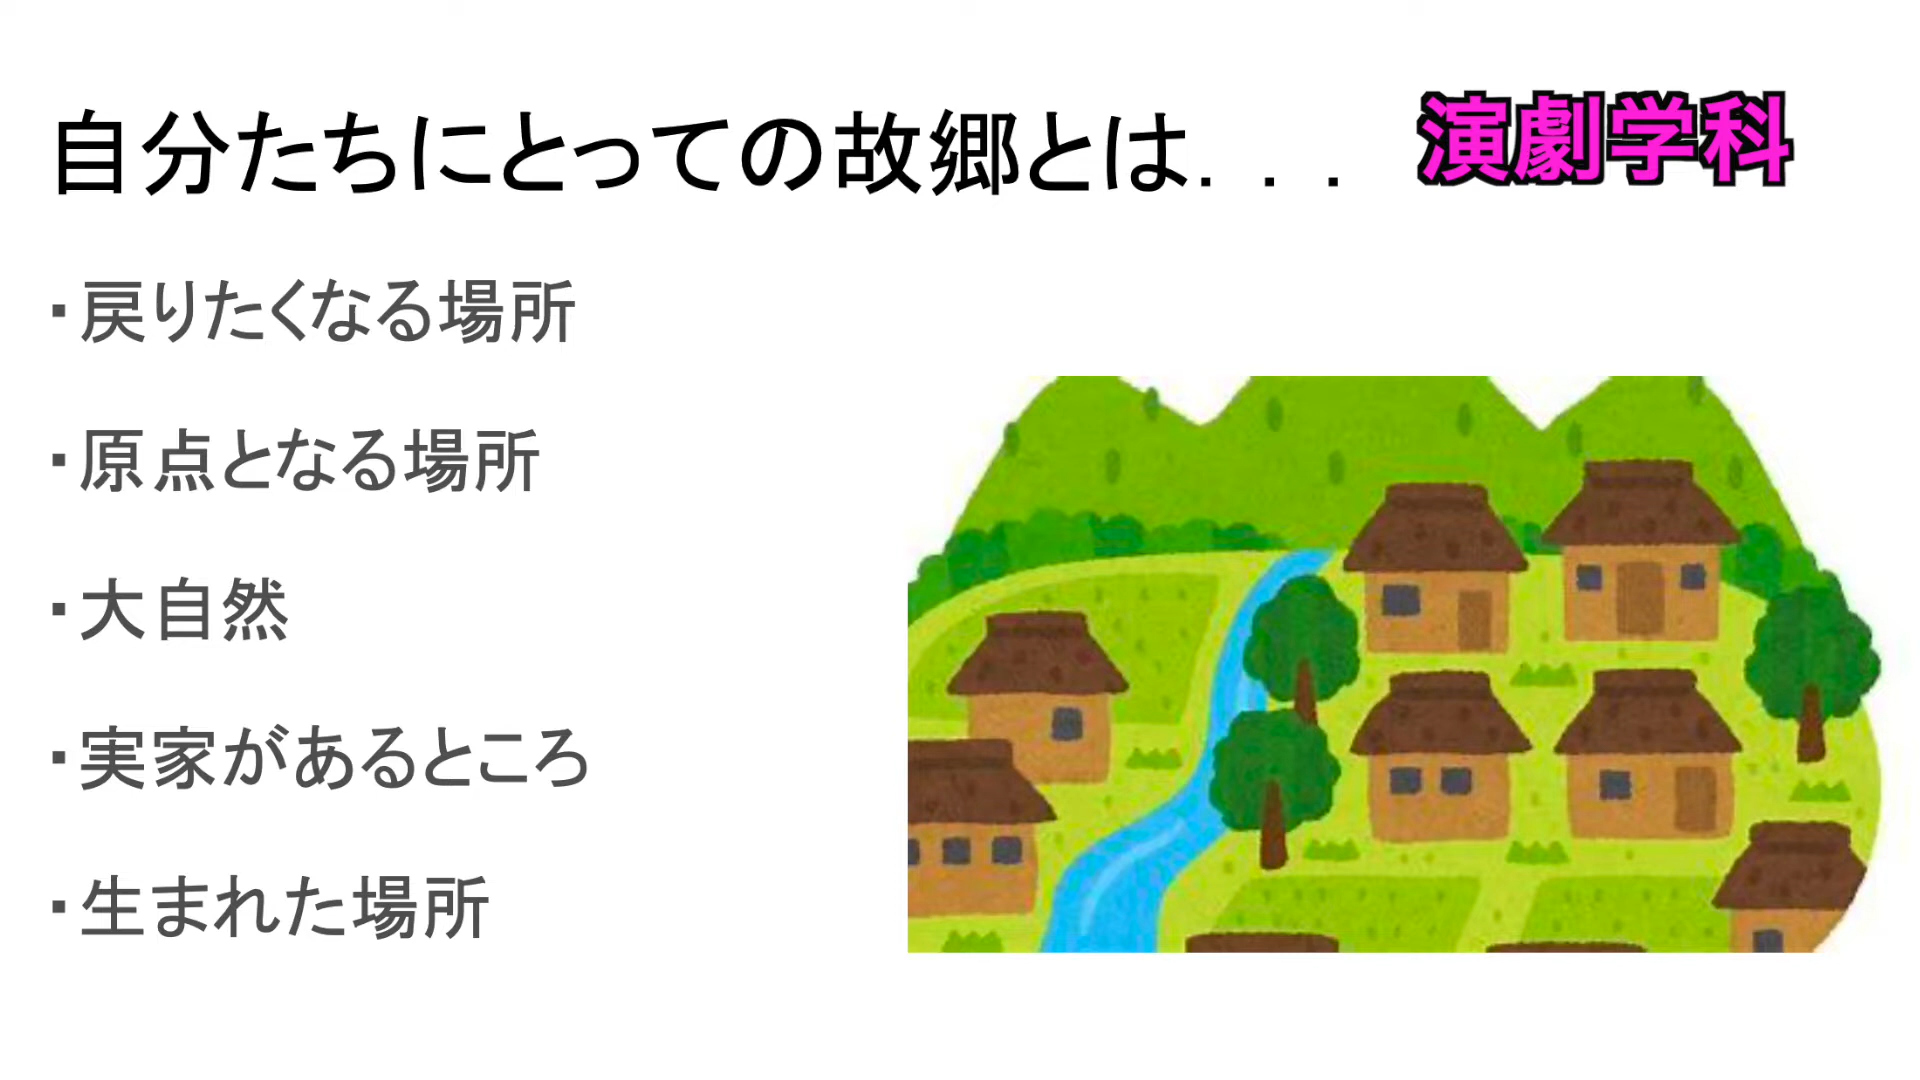 自分たちにとっての故郷とは．．． 演劇学科
・戻りたくなる場所
・原点となる場所
・大自然
・実家があるところ
・生まれた場所